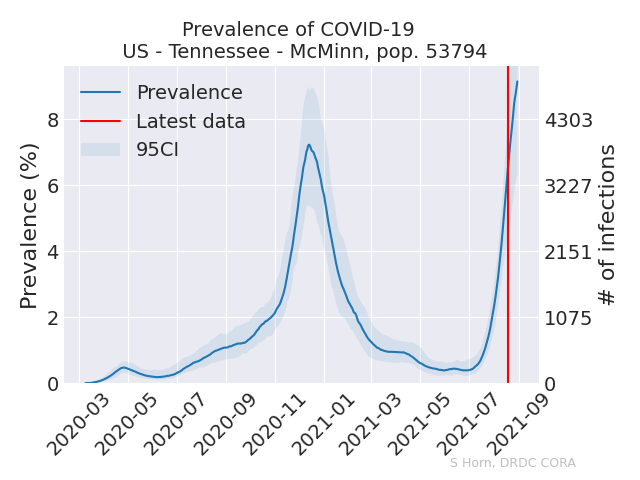 Prevalence of COVID-19
US - Tennessee - McMinn, pop. 53794
Prevalence
Latest data
95CI
Prevalence (%)
8
6
4
2
0
4303
3227
2151
1075
0
# of infections
2020-03
2020-05
2020-07
2020-09
2020-11
2021-01
2021-03
2021-05
2021-07
2021-09
S Horn, DRDC CORA